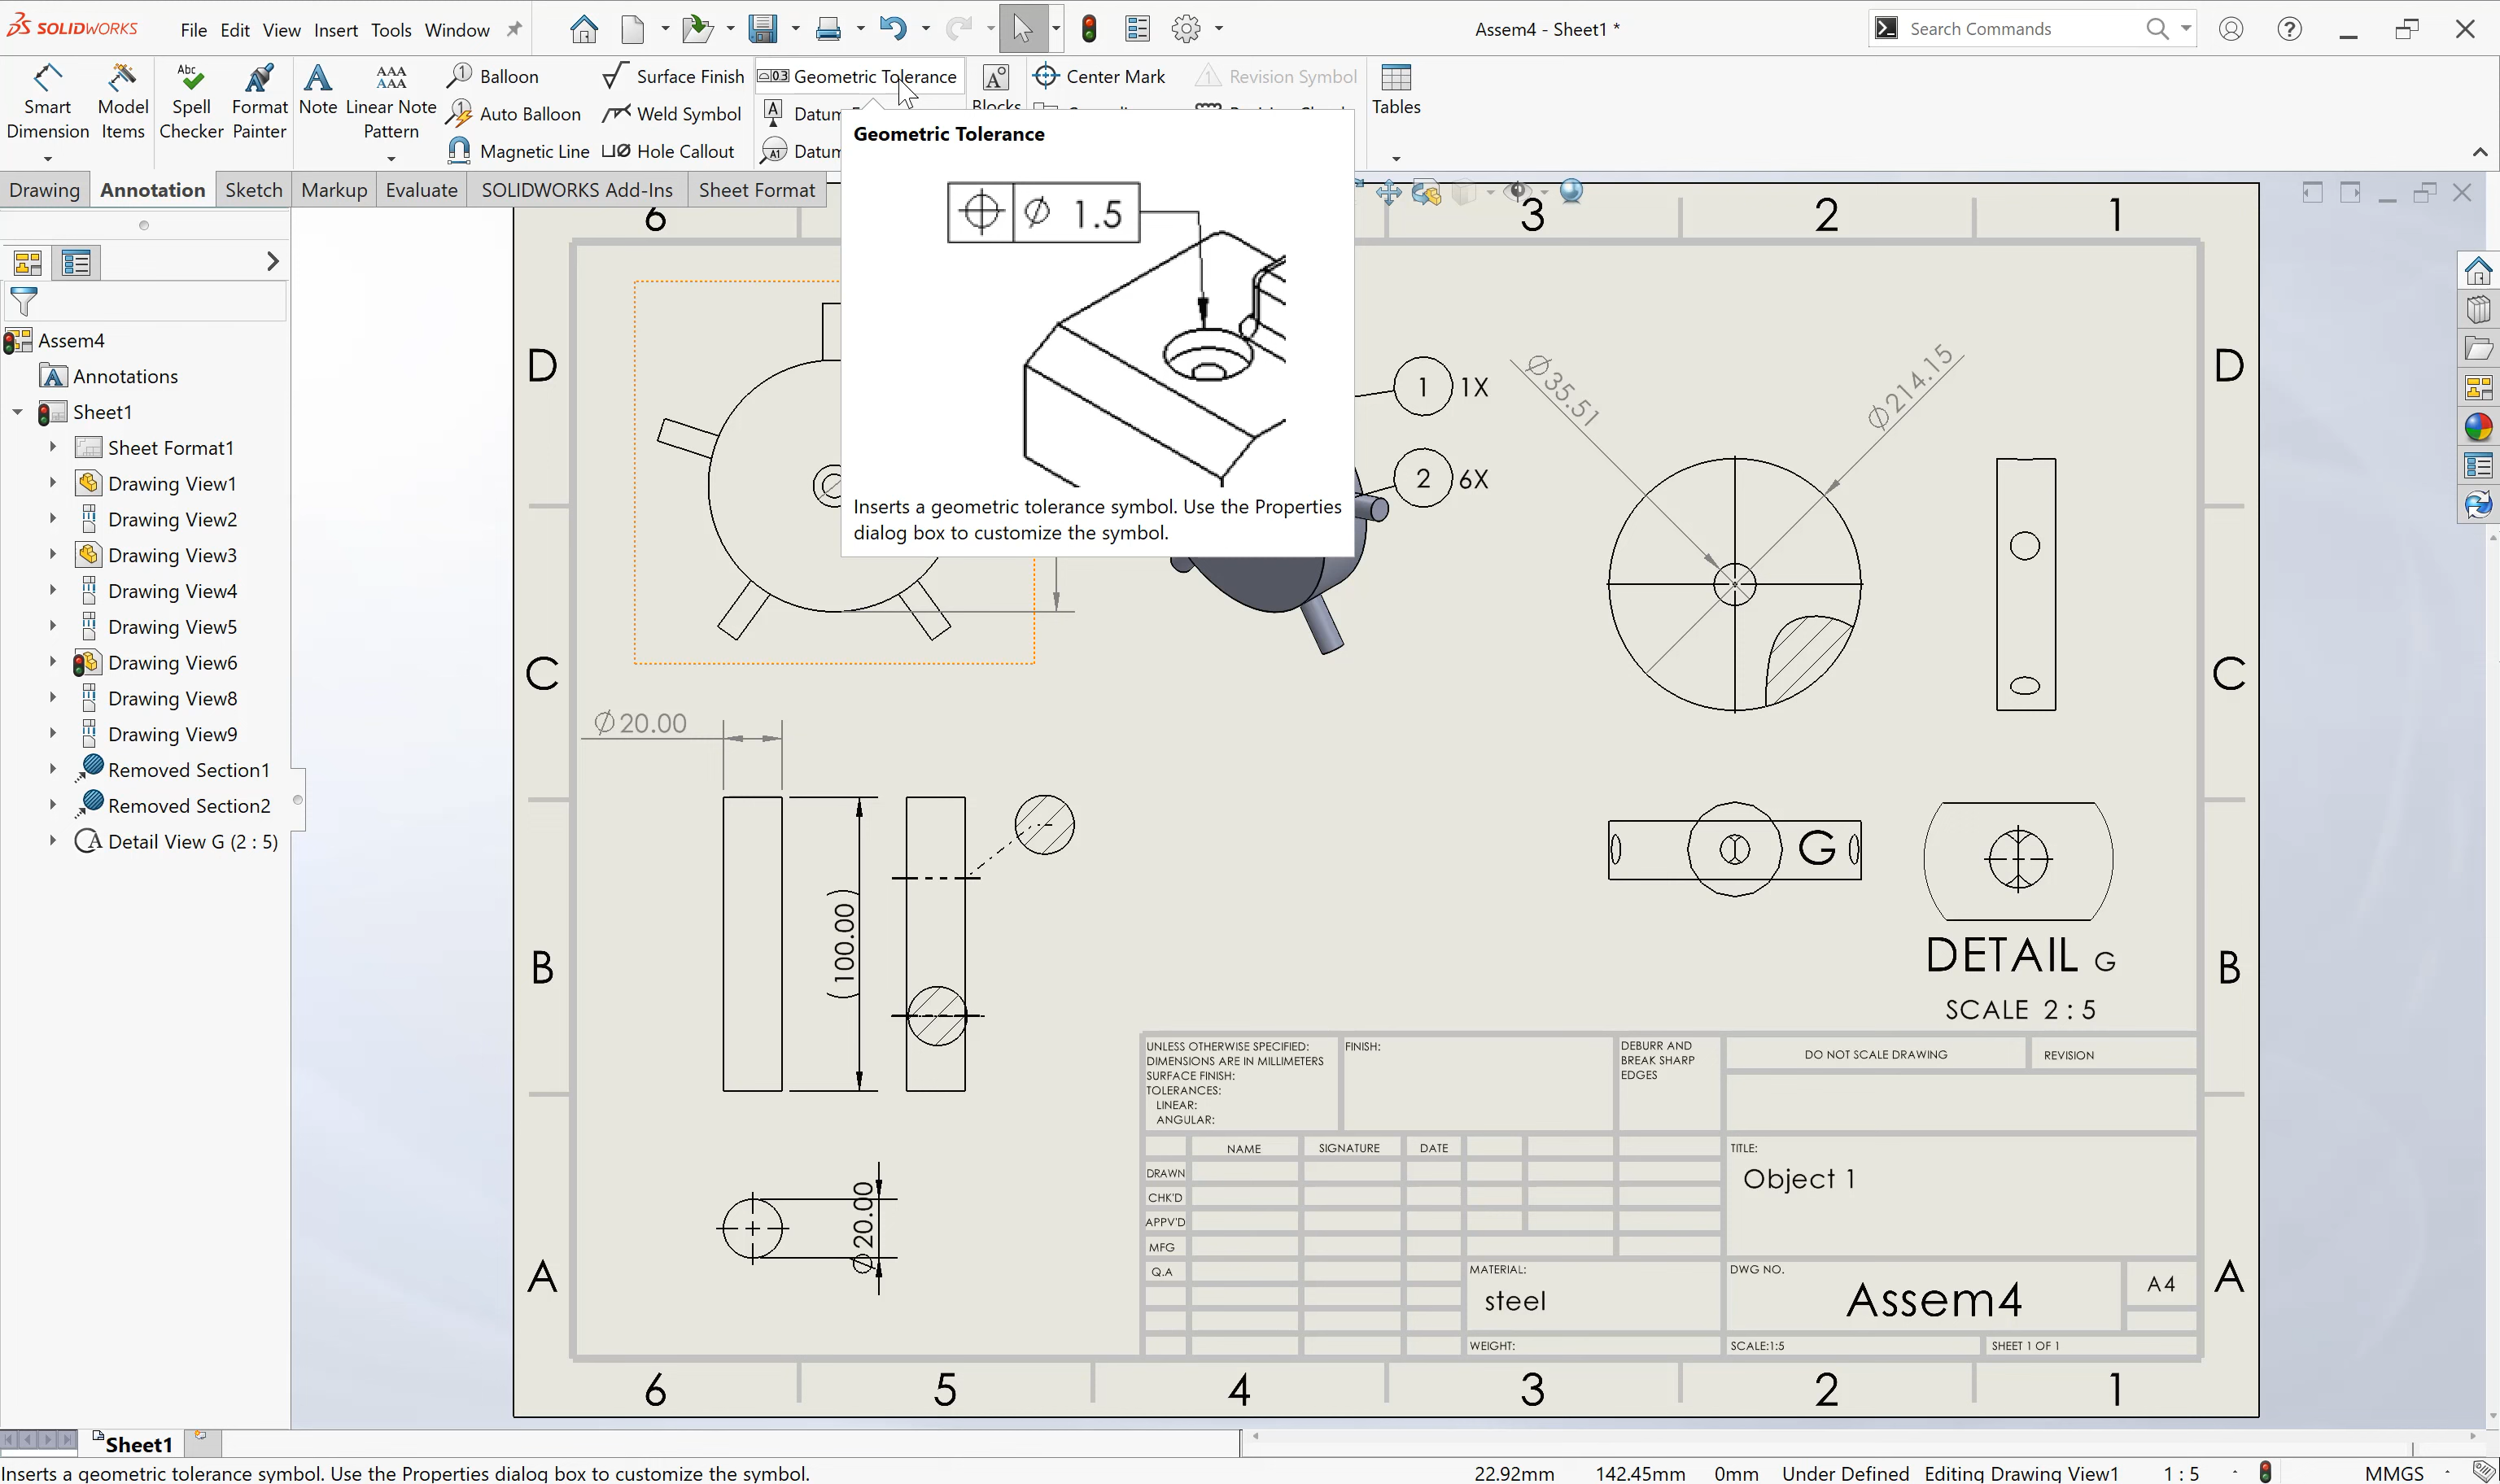 SOLIDWORKS File Edit View Insert Tools Window Assem4 - Sheet1 * Search Commands
Smart Dimension
Model Items
Abc
Spell Checker
Format Painter
Note
AAA
AAA
Linear Note Pattern
Balloon
Auto Balloon
Magnetic Line
Surface Finish
Weld Symbol
Hole Callout
Geometric Tolerance
Blocks
Center Mark
Revision Symbol
Tables
Drawing Annotation Sketch Markup Evaluate SOLIDWORKS Add-Ins Sheet Format
Geometric Tolerance
⌖ ∅ 1.5
Inserts a geometric tolerance symbol. Use the Properties
dialog box to customize the symbol.
Assem4
Annotations
Sheet1
Sheet Format1
Drawing View1
Drawing View2
Drawing View3
Drawing View4
Drawing View5
Drawing View6
Drawing View8
Drawing View9
Removed Section1
Removed Section2
Detail View G (2 : 5)
6 3 2 1
D D
1 1X
2 6X
∅35.51
∅214.15
C C
∅20.00
(100.00)
G
DETAIL G
SCALE 2 : 5
B B
∅20.00
A A
UNLESS OTHERWISE SPECIFIED:
DIMENSIONS ARE IN MILLIMETERS
SURFACE FINISH:
TOLERANCES:
LINEAR:
ANGULAR:
FINISH:
DEBURR AND
BREAK SHARP
EDGES
DO NOT SCALE DRAWING
REVISION
NAME SIGNATURE DATE
DRAWN
CHK'D
APPV'D
MFG
Q.A
TITLE:
Object 1
MATERIAL:
steel
DWG NO.
Assem4
A4
WEIGHT:
SCALE:1:5
SHEET 1 OF 1
6 5 4 3 2 1
Sheet1
Inserts a geometric tolerance symbol. Use the Properties dialog box to customize the symbol. 22.92mm 142.45mm 0mm Under Defined Editing Drawing View1 1 : 5 MMGS